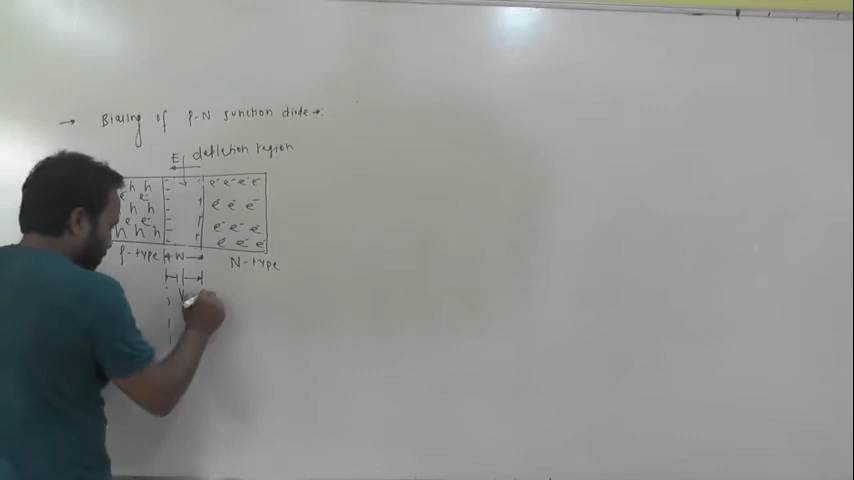 → Biasing of P-N Junction diode →:
E depletion region
h h - - e⁻ e⁻ e⁻ e⁻
e e⁻ -
h h - e⁻ e⁻ e⁻
e e -
h h h - e⁻ e⁻ e⁻
e⁻ e⁻ e⁻
P-type W N-type
V